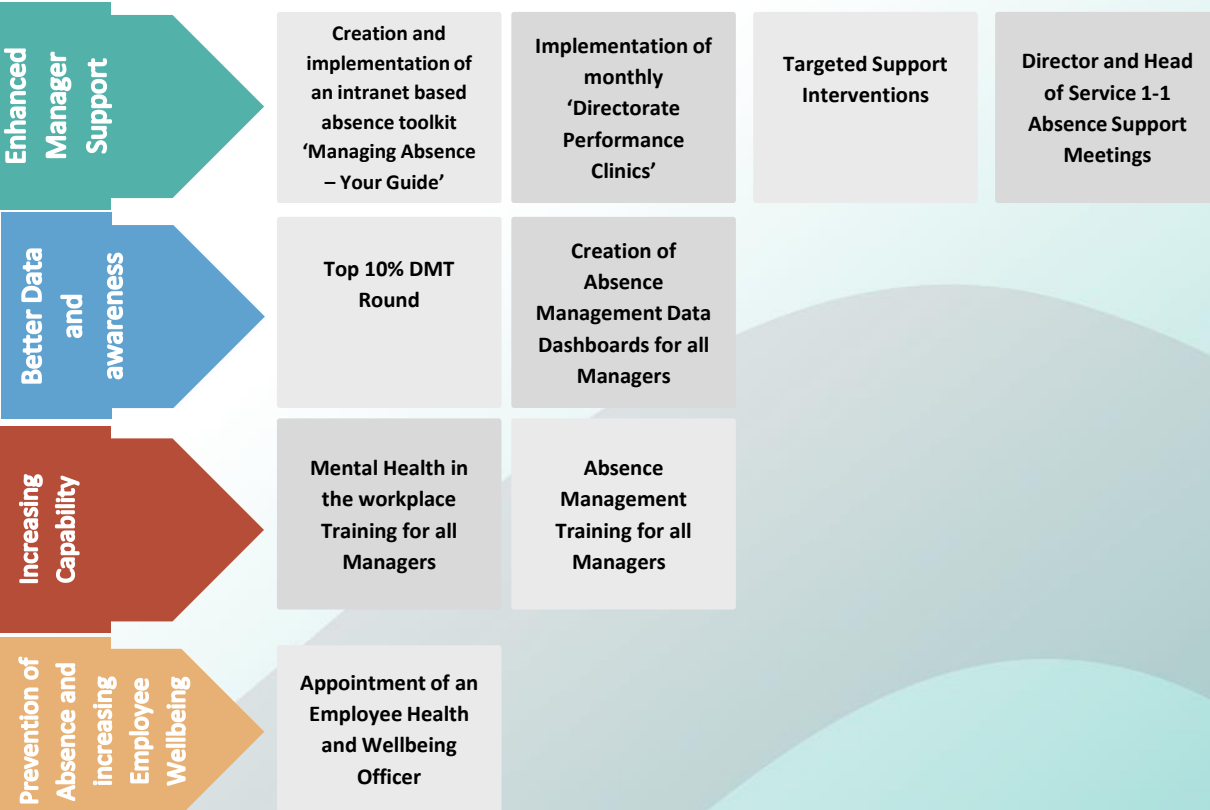 Enhanced
Manager
Support
Creation and
implementation of
an intranet based
absence toolkit
‘Managing Absence
– Your Guide’
Implementation of
monthly
‘Directorate
Performance
Clinics’
Targeted Support
Interventions
Director and Head
of Service 1-1
Absence Support
Meetings
Better Data
and
awareness
Top 10% DMT
Round
Creation of
Absence
Management Data
Dashboards for all
Managers
Increasing
Capability
Mental Health in
the workplace
Training for all
Managers
Absence
Management
Training for all
Managers
Prevention of
Absence and
increasing
Employee
Wellbeing
Appointment of an
Employee Health
and Wellbeing
Officer